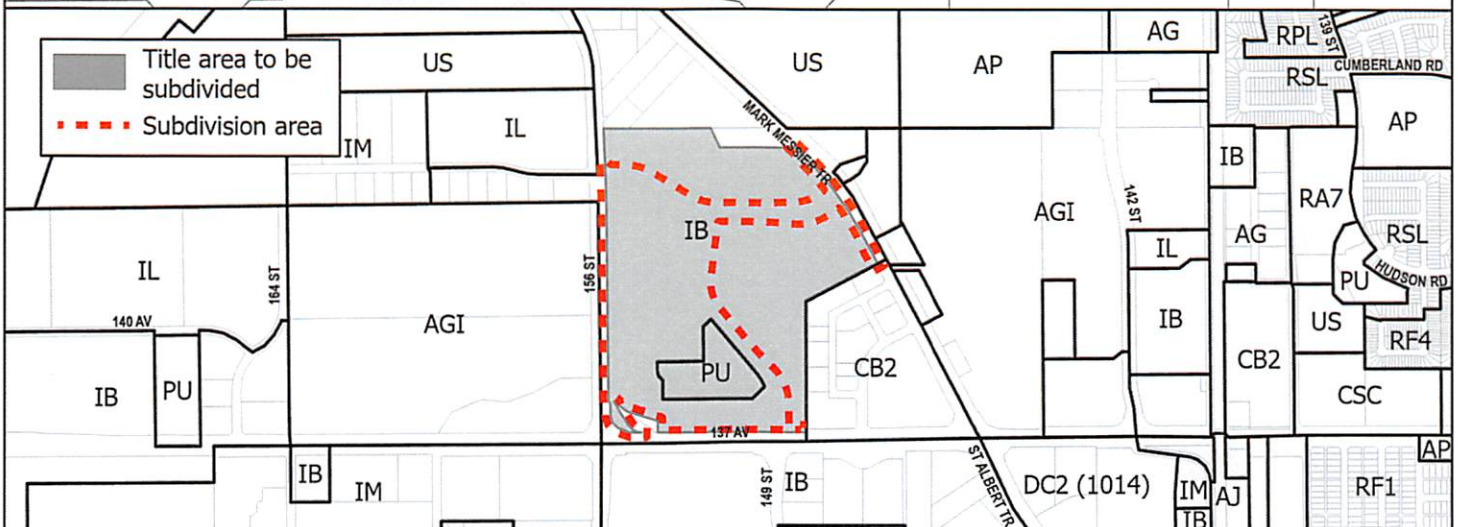 Title area to be
subdivided
Subdivision area
US
US
AP
AG
RPL
139 ST
CUMBERLAND RD
RSL
AP
IM
IL
MARK MESSIER TR
IB
RA7
142 ST
AGI
AG
RSL
IB
IL
164 ST
156 ST
IL
HUDSON RD
PU
140 AV
AGI
IB
US
RF4
IB
PU
PU
CB2
CB2
CSC
137 AV
AP
IB
IM
149 ST
IB
ST ALBERT TR
DC2 (1014)
IM
AJ
RF1
IB